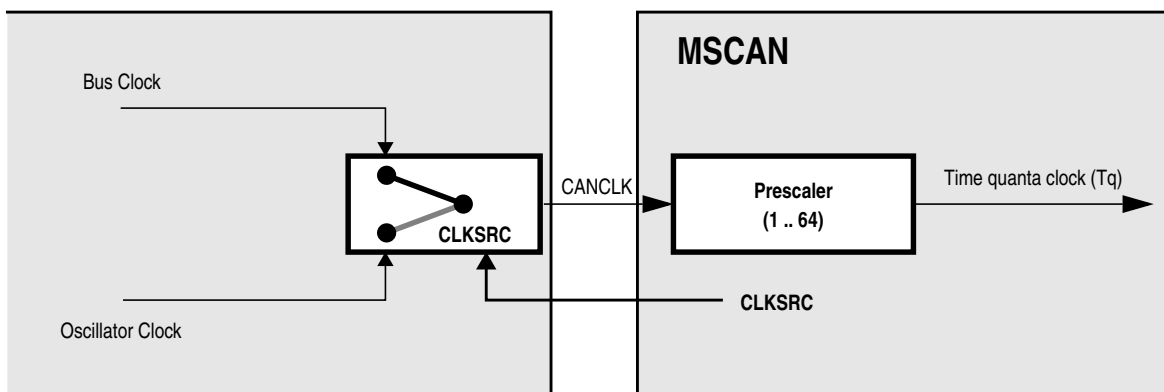 MSCAN
Bus Clock
CANCLK
Prescaler
(1 .. 64)
Time quanta clock (Tq)
CLKSRC
CLKSRC
Oscillator Clock